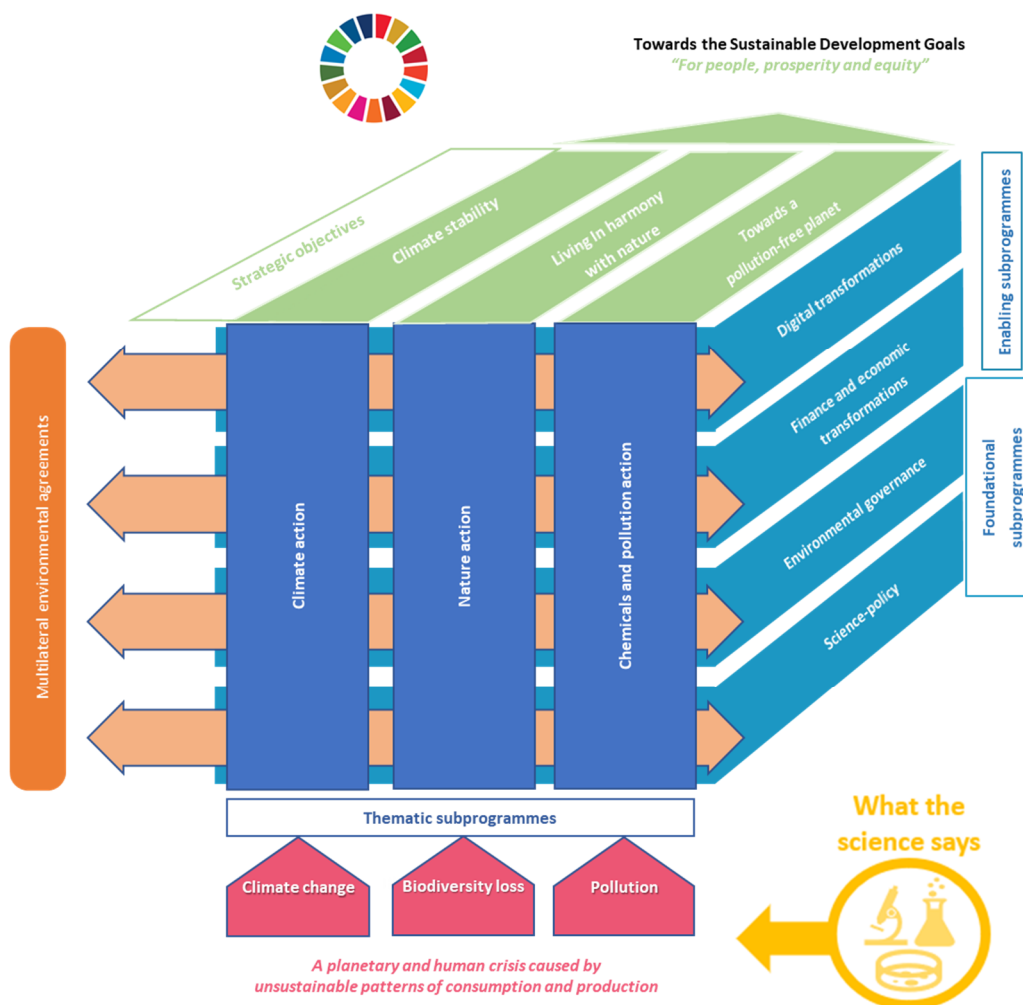 Towards the Sustainable Development Goals
“For people, prosperity and equity”
Strategic objectives
Climate stability
Living In harmony
with nature
Towards a
pollution-free planet
Digital transformations
Finance and economic
transformations
Environmental governance
Science-policy
Enabling subprogrammes
Foundational
subprogrammes
Multilateral environmental agreements
Climate action
Nature action
Chemicals and pollution action
Thematic subprogrammes
Climate change
Biodiversity loss
Pollution
A planetary and human crisis caused by
unsustainable patterns of consumption and production
What the
science says